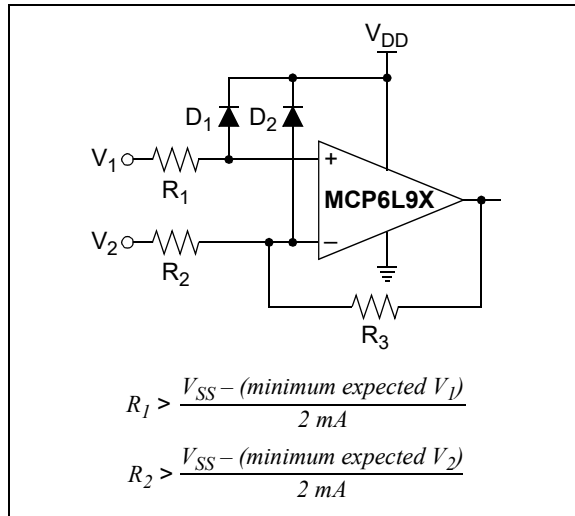 V_DD
D_1 D_2
V_1
R_1
+
MCP6L9X
V_2
R_2
–
R_3
R_1 > V_SS – (minimum expected V_1) / 2 mA
R_2 > V_SS – (minimum expected V_2) / 2 mA